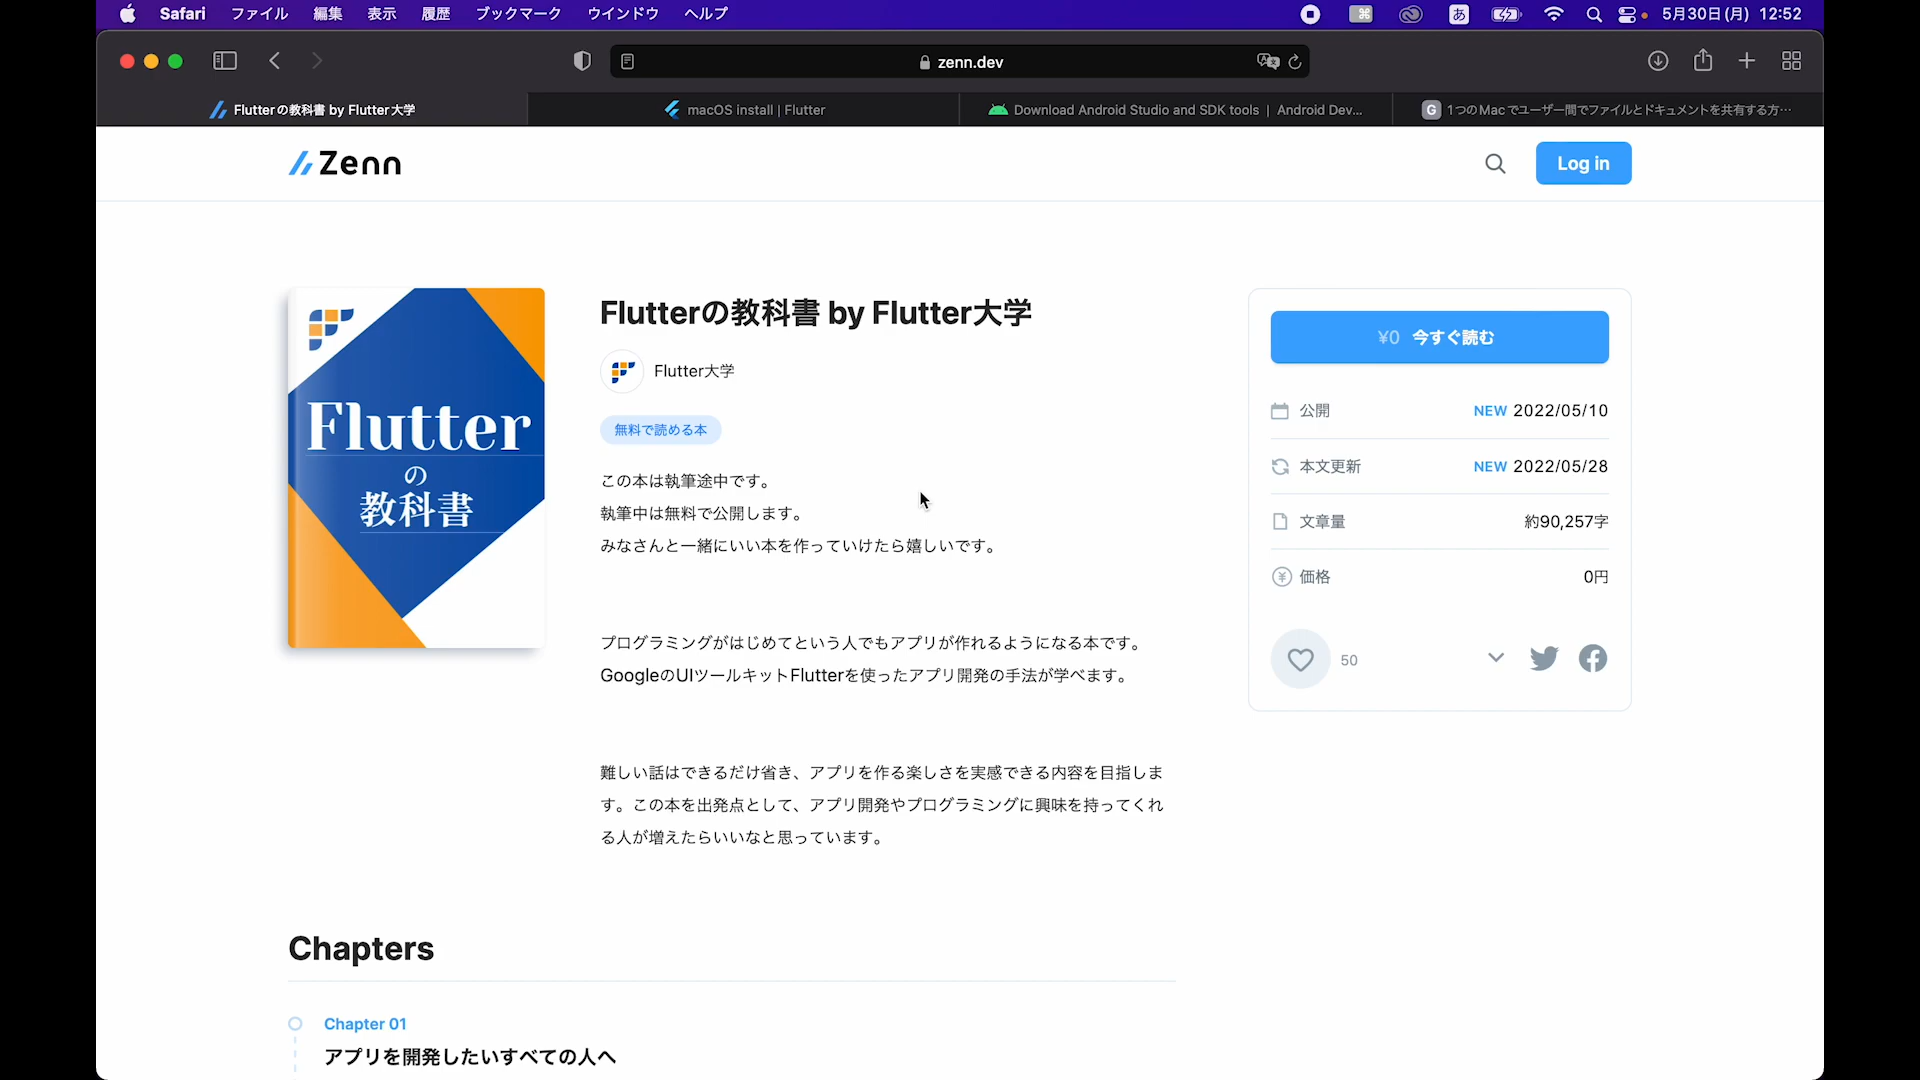 Safari ファイル 編集 表示 履歴 ブックマーク ウインドウ ヘルプ
あ 5月30日(月) 12:52
zenn.dev
Flutterの教科書 by Flutter大学
macOS install | Flutter
Download Android Studio and SDK tools | Android Dev...
G 1つのMacでユーザー間でファイルとドキュメントを共有する方…
Zenn
Log in
Flutter
の
教科書
Flutterの教科書 by Flutter大学
Flutter大学
無料で読める本
この本は執筆途中です。
執筆中は無料で公開します。
みなさんと一緒にいい本を作っていけたら嬉しいです。
プログラミングがはじめてという人でもアプリが作れるようになる本です。
GoogleのUIツールキットFlutterを使ったアプリ開発の手法が学べます。
難しい話はできるだけ省き、アプリを作る楽しさを実感できる内容を目指しま
す。この本を出発点として、アプリ開発やプログラミングに興味を持ってくれ
る人が増えたらいいなと思っています。
¥0 今すぐ読む
公開 NEW 2022/05/10
本文更新 NEW 2022/05/28
文章量 約90,257字
価格 0円
50
Chapters
Chapter 01
アプリを開発したいすべての人へ